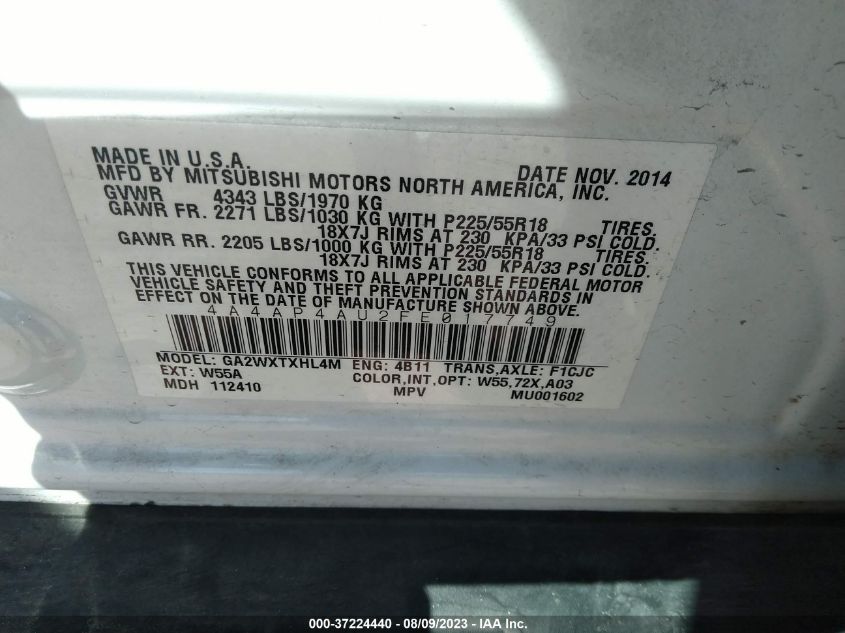 MADE IN U.S.A. DATE NOV. 2014
MFD BY MITSUBISHI MOTORS NORTH AMERICA, INC.
GVWR 4343 LBS/1970 KG
GAWR FR. 2271 LBS/1030 KG WITH P225/55R18 TIRES.
18X7J RIMS AT 230 KPA/33 PSI COLD.
GAWR RR. 2205 LBS/1000 KG WITH P225/55R18 TIRES.
18X7J RIMS AT 230 KPA/33 PSI COLD.
THIS VEHICLE CONFORMS TO ALL APPLICABLE FEDERAL MOTOR
VEHICLE SAFETY AND THEFT PREVENTION STANDARDS IN
EFFECT ON THE DATE OF MANUFACTURE SHOWN ABOVE.
4A4AP4AU2FE017749
MODEL: GA2WXTXHL4M ENG: 4B11 TRANS,AXLE: F1CJC
EXT: W55A COLOR,INT,OPT: W55,72X,A03
MDH 112410 MPV MU001602
000-37224440 - 08/09/2023 - IAA Inc.